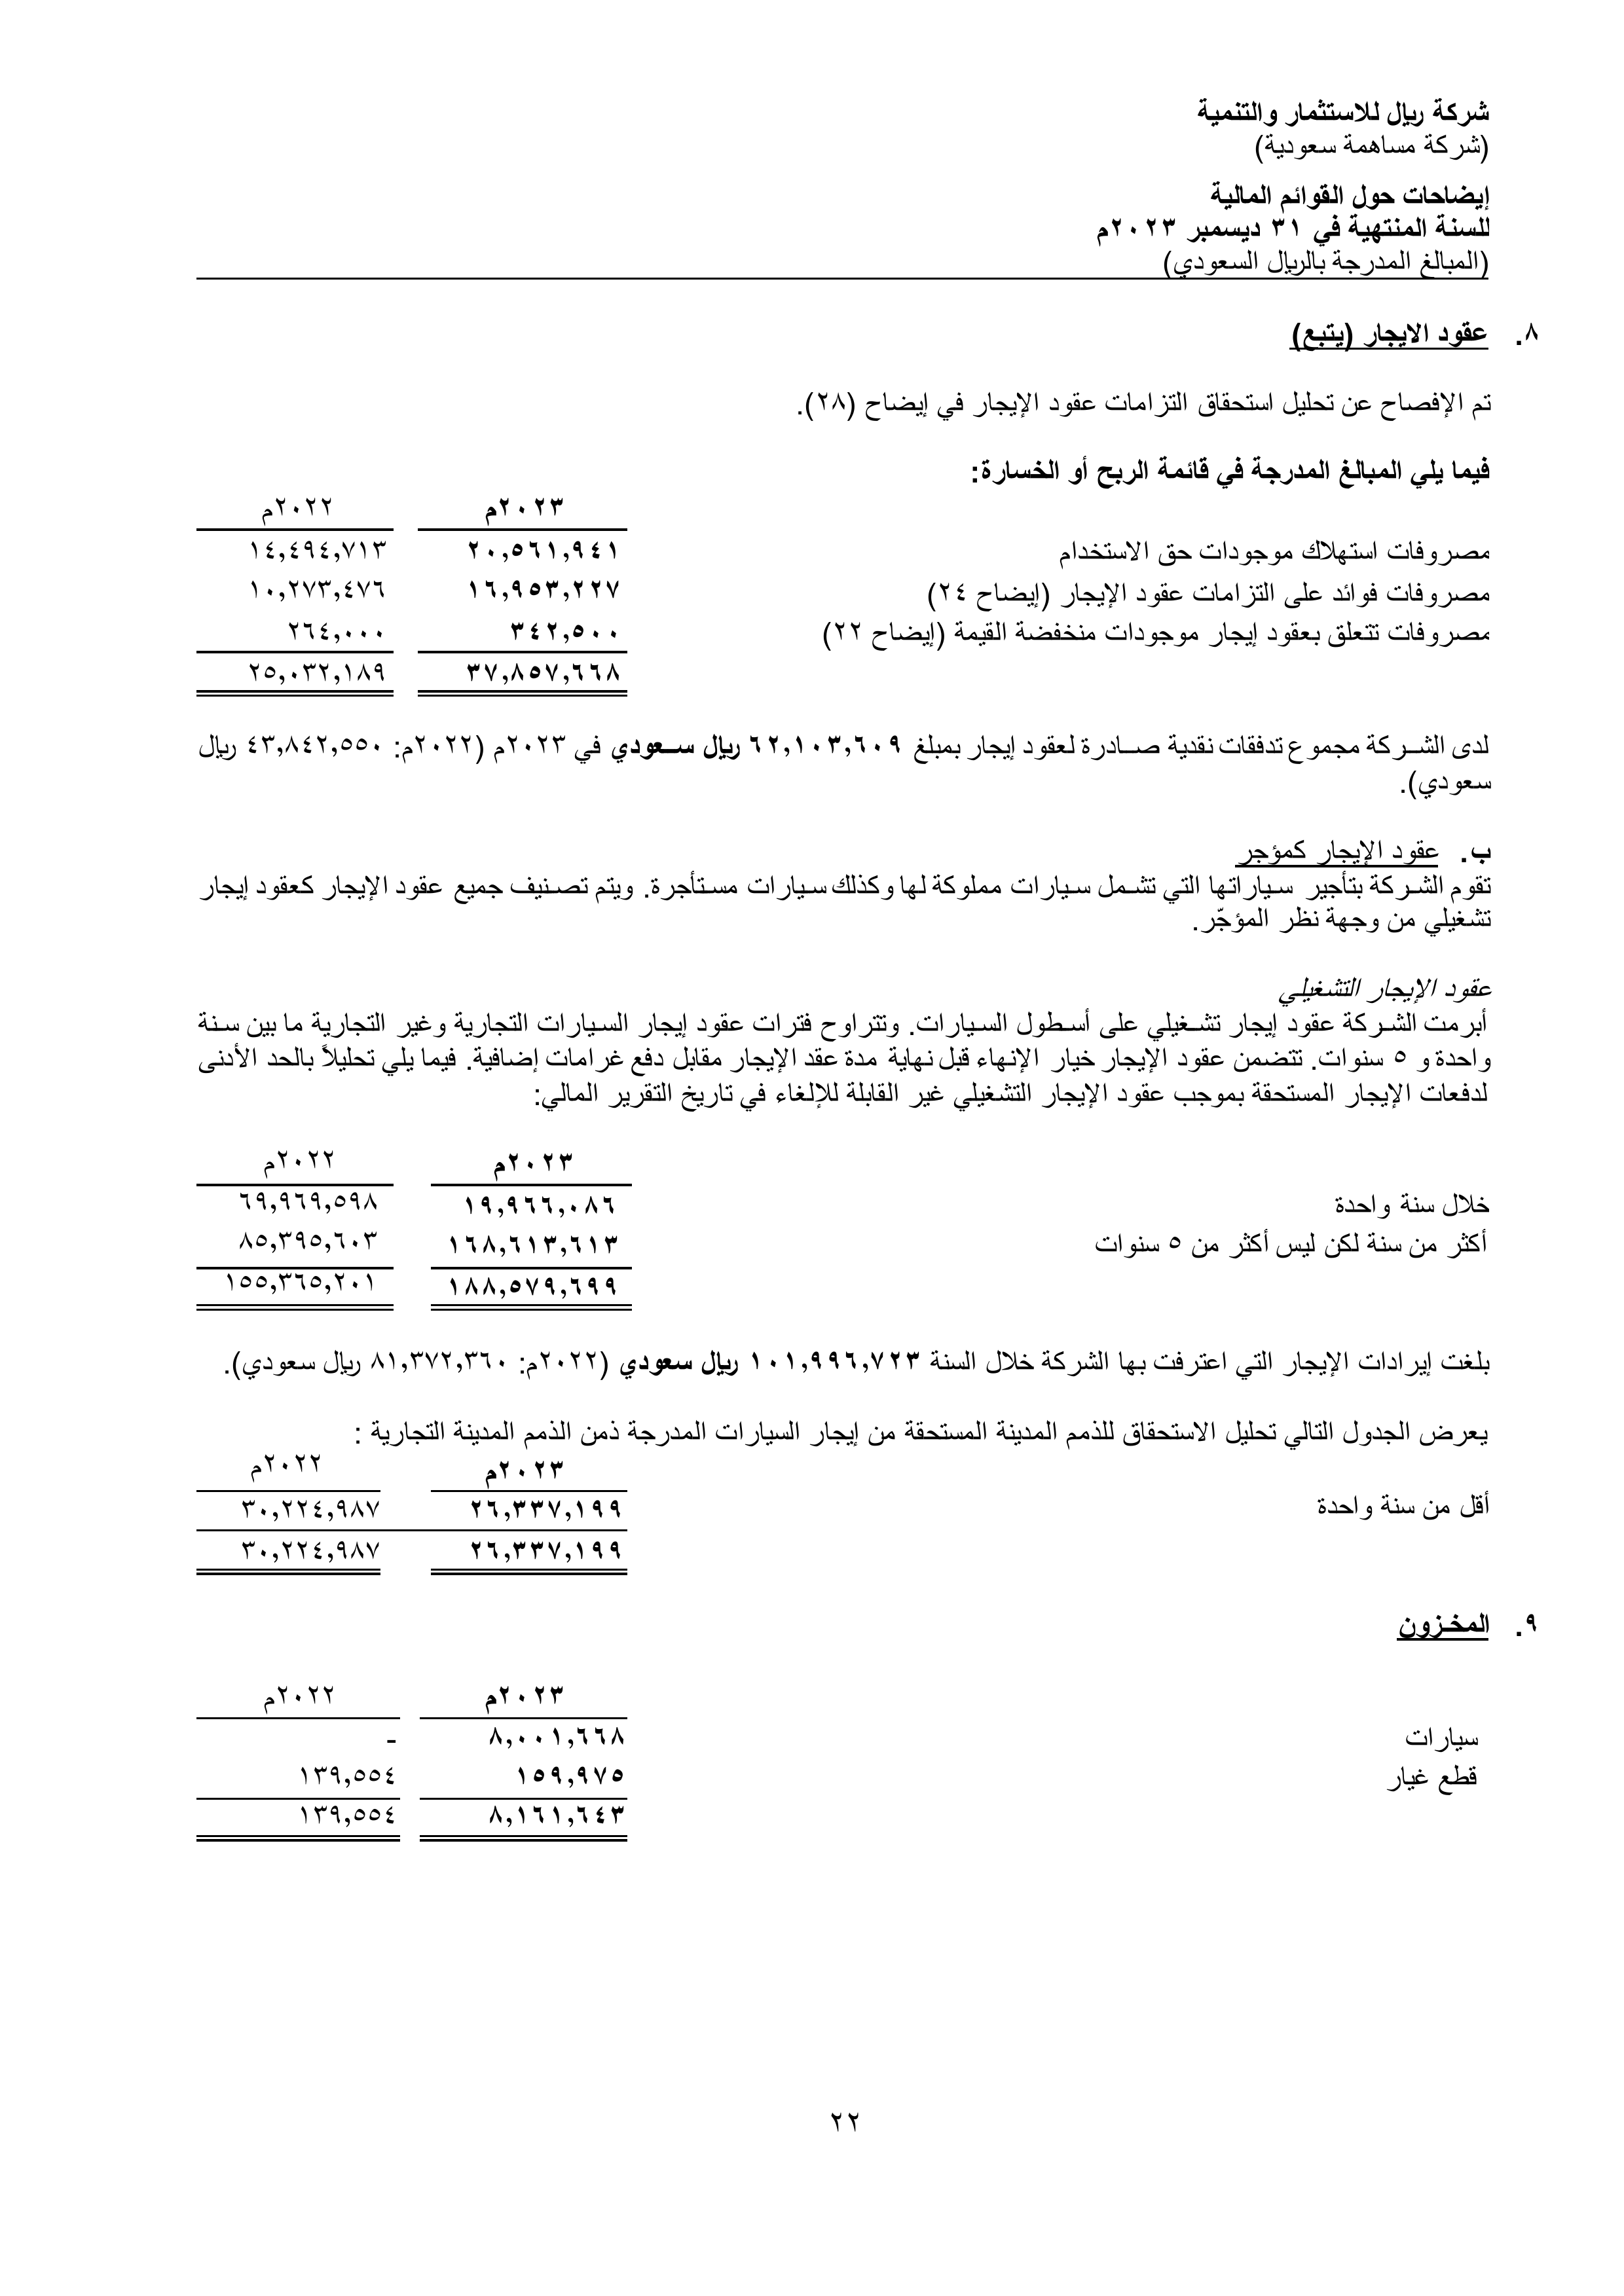 شركة ريال للاستثمار والتنمية
(شركة مساهمة سعودية)
إيضاحات حول القوائم المالية
للسنة المنتهية في ٣١ ديسمبر ٢٠٢٣م
(المبالغ المدرجة بالريال السعودي)
٨. عقود الايجار (يتبع)
تم الإفصاح عن تحليل استحقاق التزامات عقود الإيجار في إيضاح (٢٨).
فيما يلي المبالغ المدرجة في قائمة الربح أو الخسارة:
٢٠٢٣م ٢٠٢٢م
مصروفات استهلاك موجودات حق الاستخدام ٢٠,٥٦١,٩٤١ ١٤,٤٩٤,٧١٣
مصروفات فوائد على التزامات عقود الإيجار (إيضاح ٢٤) ١٦,٩٥٣,٢٢٧ ١٠,٢٧٣,٤٧٦
مصروفات تتعلق بعقود إيجار موجودات منخفضة القيمة (إيضاح ٢٢) ٣٤٢,٥٠٠ ٢٦٤,٠٠٠
٣٧,٨٥٧,٦٦٨ ٢٥,٠٣٢,١٨٩
لدى الشركة مجموع تدفقات نقدية صادرة لعقود إيجار بمبلغ ٦٢,١٠٣,٦٠٩ ريال سعودي في ٢٠٢٣م (٢٠٢٢م: ٤٣,٨٤٢,٥٥٠ ريال
سعودي).
ب. عقود الإيجار كمؤجر
تقوم الشركة بتأجير سياراتها التي تشمل سيارات مملوكة لها وكذلك سيارات مستأجرة. ويتم تصنيف جميع عقود الإيجار كعقود إيجار
تشغيلي من وجهة نظر المؤجّر.
عقود الإيجار التشغيلي
أبرمت الشركة عقود إيجار تشغيلي على أسطول السيارات. وتتراوح فترات عقود إيجار السيارات التجارية وغير التجارية ما بين سنة
واحدة و ٥ سنوات. تتضمن عقود الإيجار خيار الإنهاء قبل نهاية مدة عقد الإيجار مقابل دفع غرامات إضافية. فيما يلي تحليلاً بالحد الأدنى
لدفعات الإيجار المستحقة بموجب عقود الإيجار التشغيلي غير القابلة للإلغاء في تاريخ التقرير المالي:
٢٠٢٣م ٢٠٢٢م
خلال سنة واحدة ١٩,٩٦٦,٠٨٦ ٦٩,٩٦٩,٥٩٨
أكثر من سنة لكن ليس أكثر من ٥ سنوات ١٦٨,٦١٣,٦١٣ ٨٥,٣٩٥,٦٠٣
١٨٨,٥٧٩,٦٩٩ ١٥٥,٣٦٥,٢٠١
بلغت إيرادات الإيجار التي اعترفت بها الشركة خلال السنة ١٠١,٩٩٦,٧٢٣ ريال سعودي (٢٠٢٢م: ٨١,٣٧٢,٣٦٠ ريال سعودي).
يعرض الجدول التالي تحليل الاستحقاق للذمم المدينة المستحقة من إيجار السيارات المدرجة ذمن الذمم المدينة التجارية :
٢٠٢٣م ٢٠٢٢م
أقل من سنة واحدة ٢٦,٣٣٧,١٩٩ ٣٠,٢٢٤,٩٨٧
٢٦,٣٣٧,١٩٩ ٣٠,٢٢٤,٩٨٧
٩. المخزون
٢٠٢٣م ٢٠٢٢م
سيارات ٨,٠٠١,٦٦٨ -
قطع غيار ١٥٩,٩٧٥ ١٣٩,٥٥٤
٨,١٦١,٦٤٣ ١٣٩,٥٥٤
٢٢